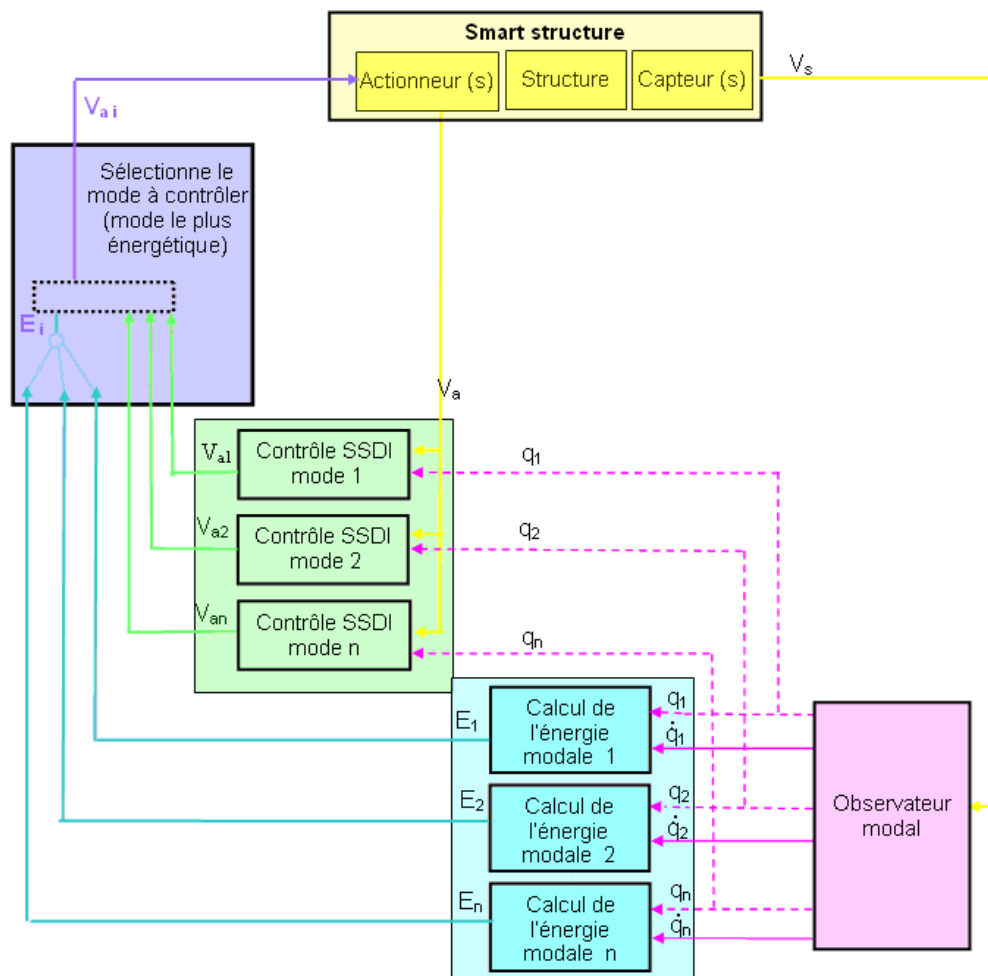 Smart structure
Actionneur (s)
Structure
Capteur (s)
Vs
Va i
Sélectionne le
mode à contrôler
(mode le plus
énergétique)
Ei
Va
Va1
Contrôle SSDI
mode 1
q1
Va2
Contrôle SSDI
mode 2
q2
Van
Contrôle SSDI
mode n
qn
E1
Calcul de
l'énergie
modale 1
q1
q̇1
E2
Calcul de
l'énergie
modale 2
q2
q̇2
En
Calcul de
l'énergie
modale n
qn
q̇n
Observateur
modal